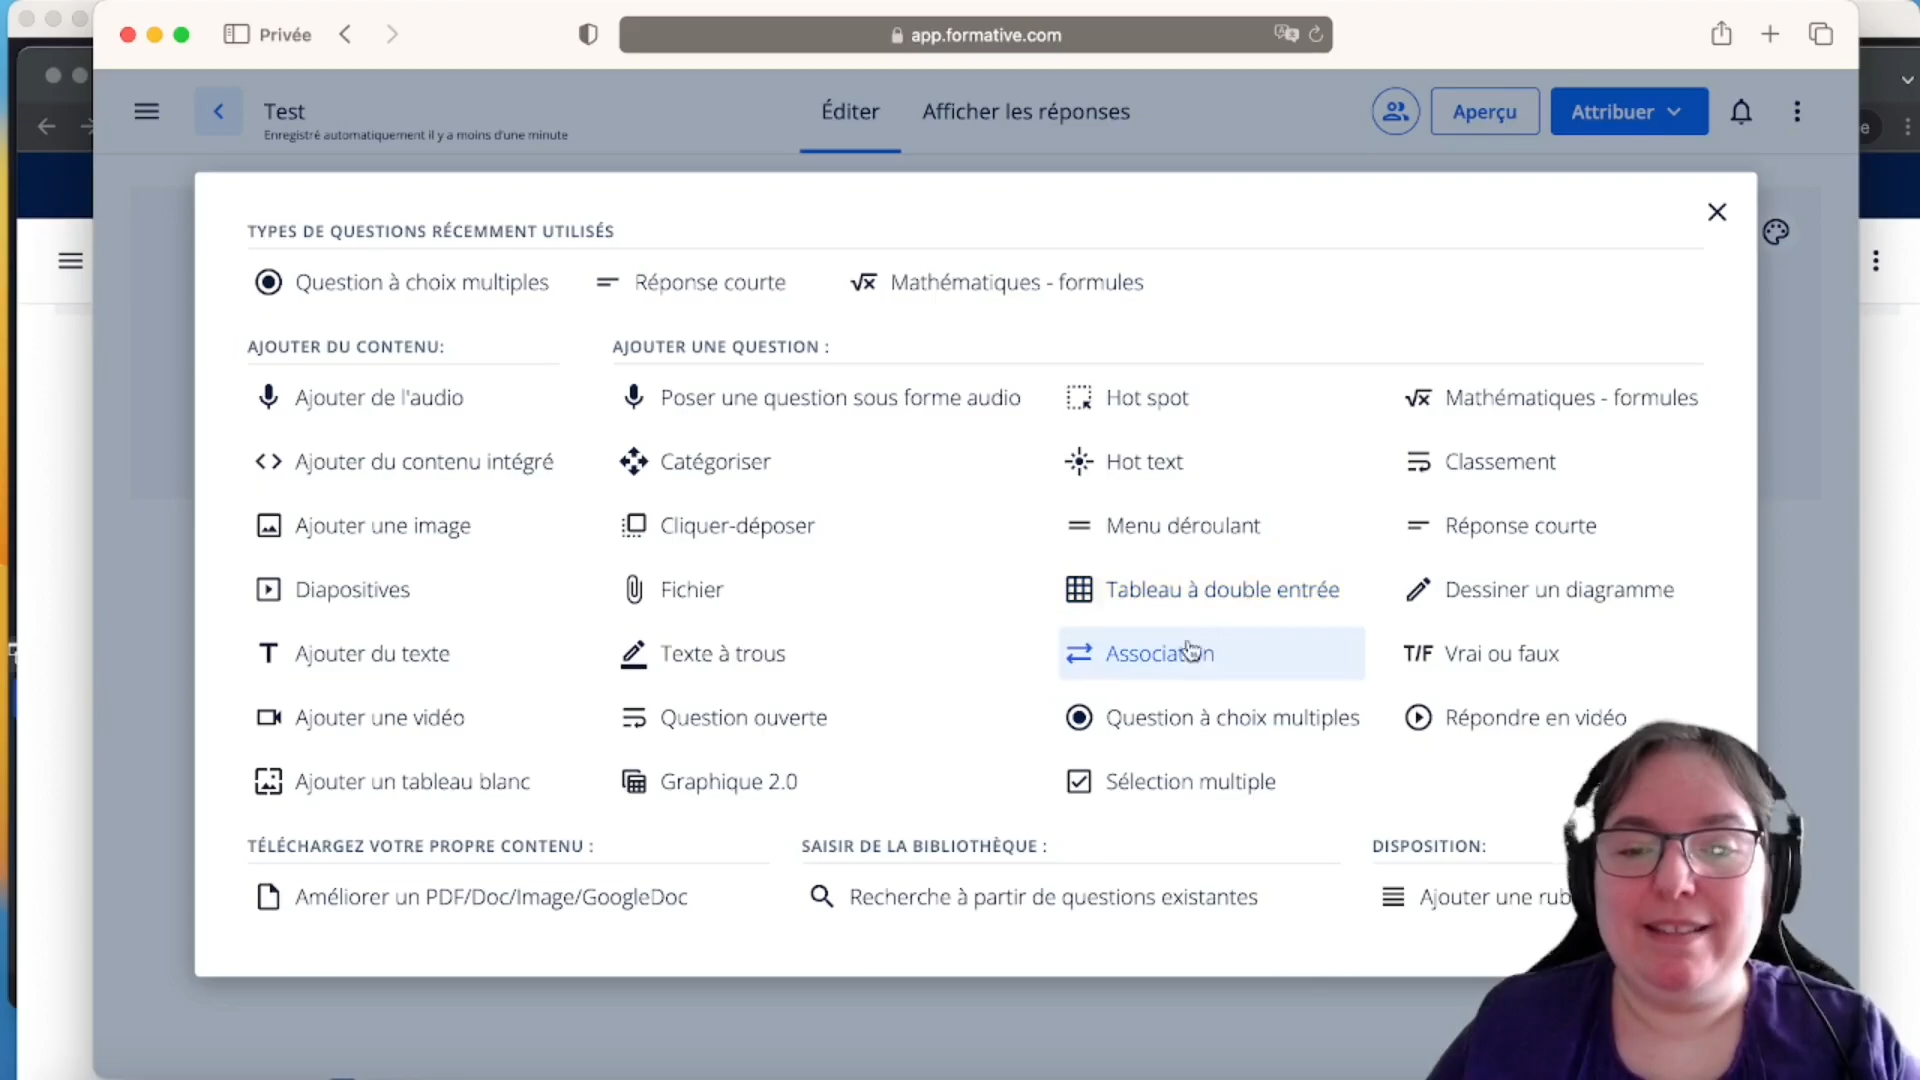 Privée
app.formative.com
Test
Enregistré automatiquement il y a moins d'une minute
Éditer
Afficher les réponses
Aperçu
Attribuer
TYPES DE QUESTIONS RÉCEMMENT UTILISÉS
Question à choix multiples
Réponse courte
Mathématiques - formules
AJOUTER DU CONTENU:
Ajouter de l'audio
Ajouter du contenu intégré
Ajouter une image
Diapositives
Ajouter du texte
Ajouter une vidéo
Ajouter un tableau blanc
AJOUTER UNE QUESTION :
Poser une question sous forme audio
Catégoriser
Cliquer-déposer
Fichier
Texte à trous
Question ouverte
Graphique 2.0
Hot spot
Hot text
Menu déroulant
Tableau à double entrée
Association
Question à choix multiples
Sélection multiple
Mathématiques - formules
Classement
Réponse courte
Dessiner un diagramme
T/F Vrai ou faux
Répondre en vidéo
TÉLÉCHARGEZ VOTRE PROPRE CONTENU :
Améliorer un PDF/Doc/Image/GoogleDoc
SAISIR DE LA BIBLIOTHÈQUE :
Recherche à partir de questions existantes
DISPOSITION:
Ajouter une rub